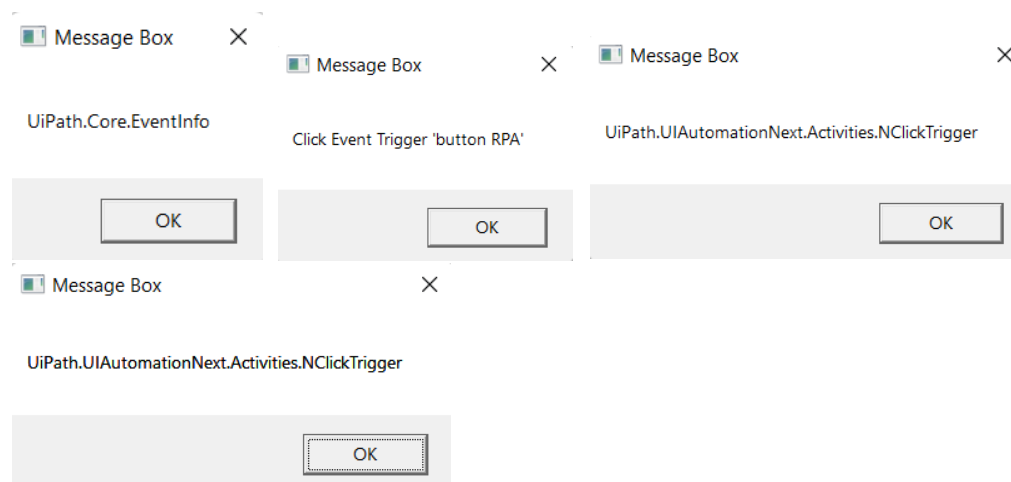 Message Box
UiPath.Core.EventInfo
OK
Message Box
Click Event Trigger 'button RPA'
OK
Message Box
UiPath.UIAutomationNext.Activities.NClickTrigger
OK
Message Box
UiPath.UIAutomationNext.Activities.NClickTrigger
OK